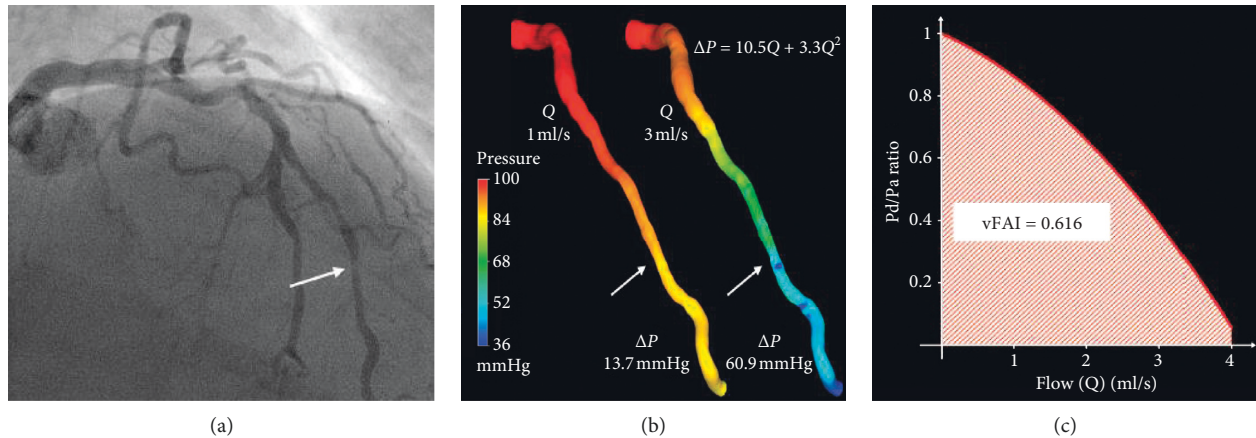 ΔP = 10.5Q + 3.3Q²
Q
1 ml/s
Q
3 ml/s
Pressure
100
84
68
52
36
mmHg
ΔP
13.7 mmHg
ΔP
60.9 mmHg
Pd/Pa ratio
1
0.8
0.6
0.4
0.2
vFAI = 0.616
1
2
3
4
Flow (Q) (ml/s)
(a)
(b)
(c)